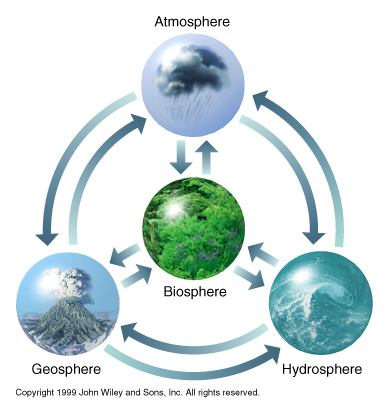 Atmosphere
Biosphere
Geosphere
Hydrosphere
Copyright 1999 John Wiley and Sons, Inc. All rights reserved.